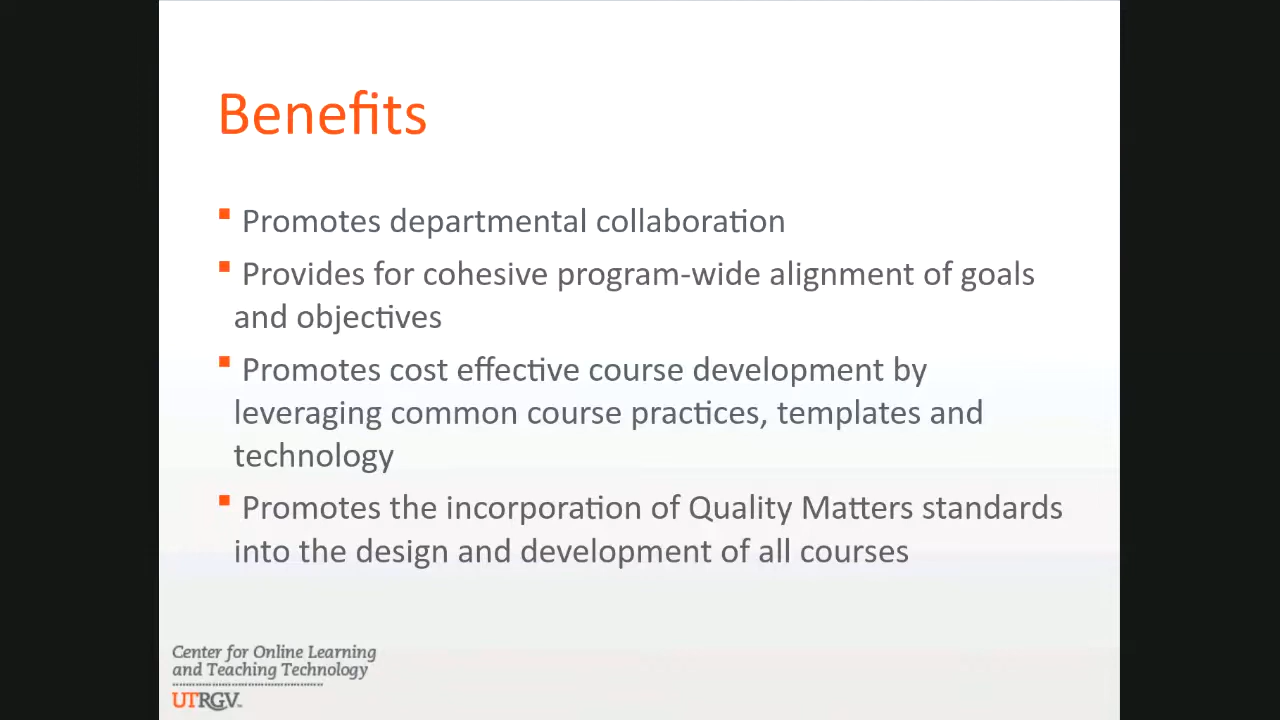 Benefits
Promotes departmental collaboration
Provides for cohesive program-wide alignment of goals
and objectives
Promotes cost effective course development by
leveraging common course practices, templates and
technology
Promotes the incorporation of Quality Matters standards
into the design and development of all courses
Center for Online Learning
and Teaching Technology
UTRGV